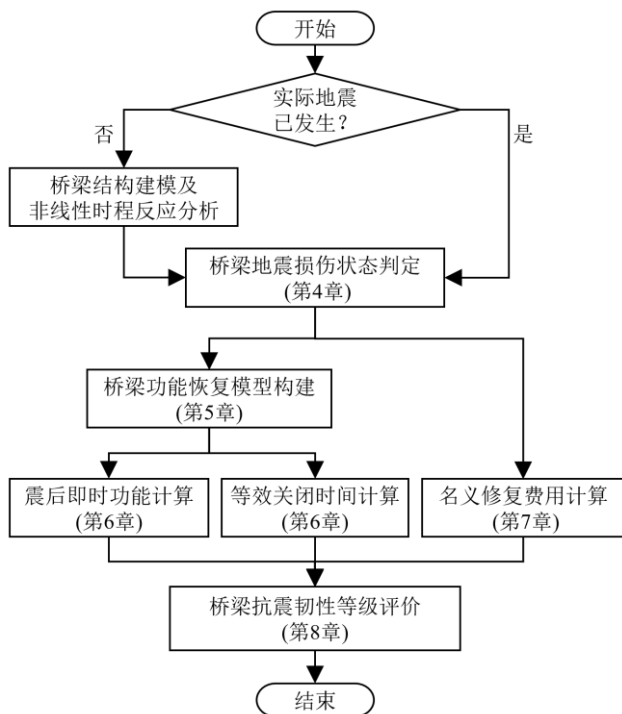 开始
实际地震
已发生？
否
是
桥梁结构建模及
非线性时程反应分析
桥梁地震损伤状态判定
(第4章)
桥梁功能恢复模型构建
(第5章)
震后即时功能计算
(第6章)
等效关闭时间计算
(第6章)
名义修复费用计算
(第7章)
桥梁抗震韧性等级评价
(第8章)
结束